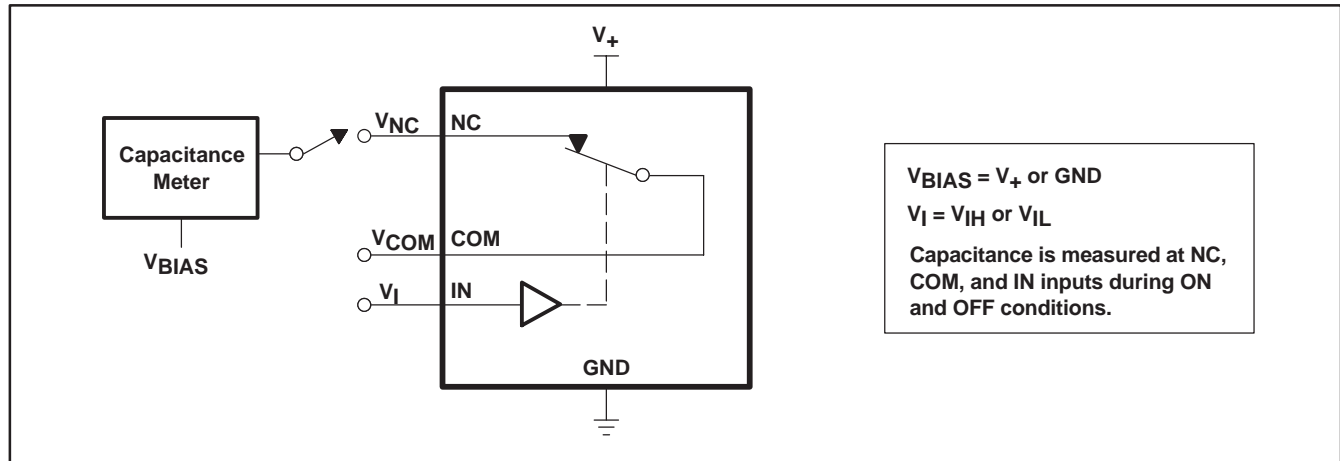 V+
VNC
NC
Capacitance
Meter
VBIAS
VCOM
COM
VI
IN
GND
VBIAS = V+ or GND
VI = VIH or VIL
Capacitance is measured at NC,
COM, and IN inputs during ON
and OFF conditions.